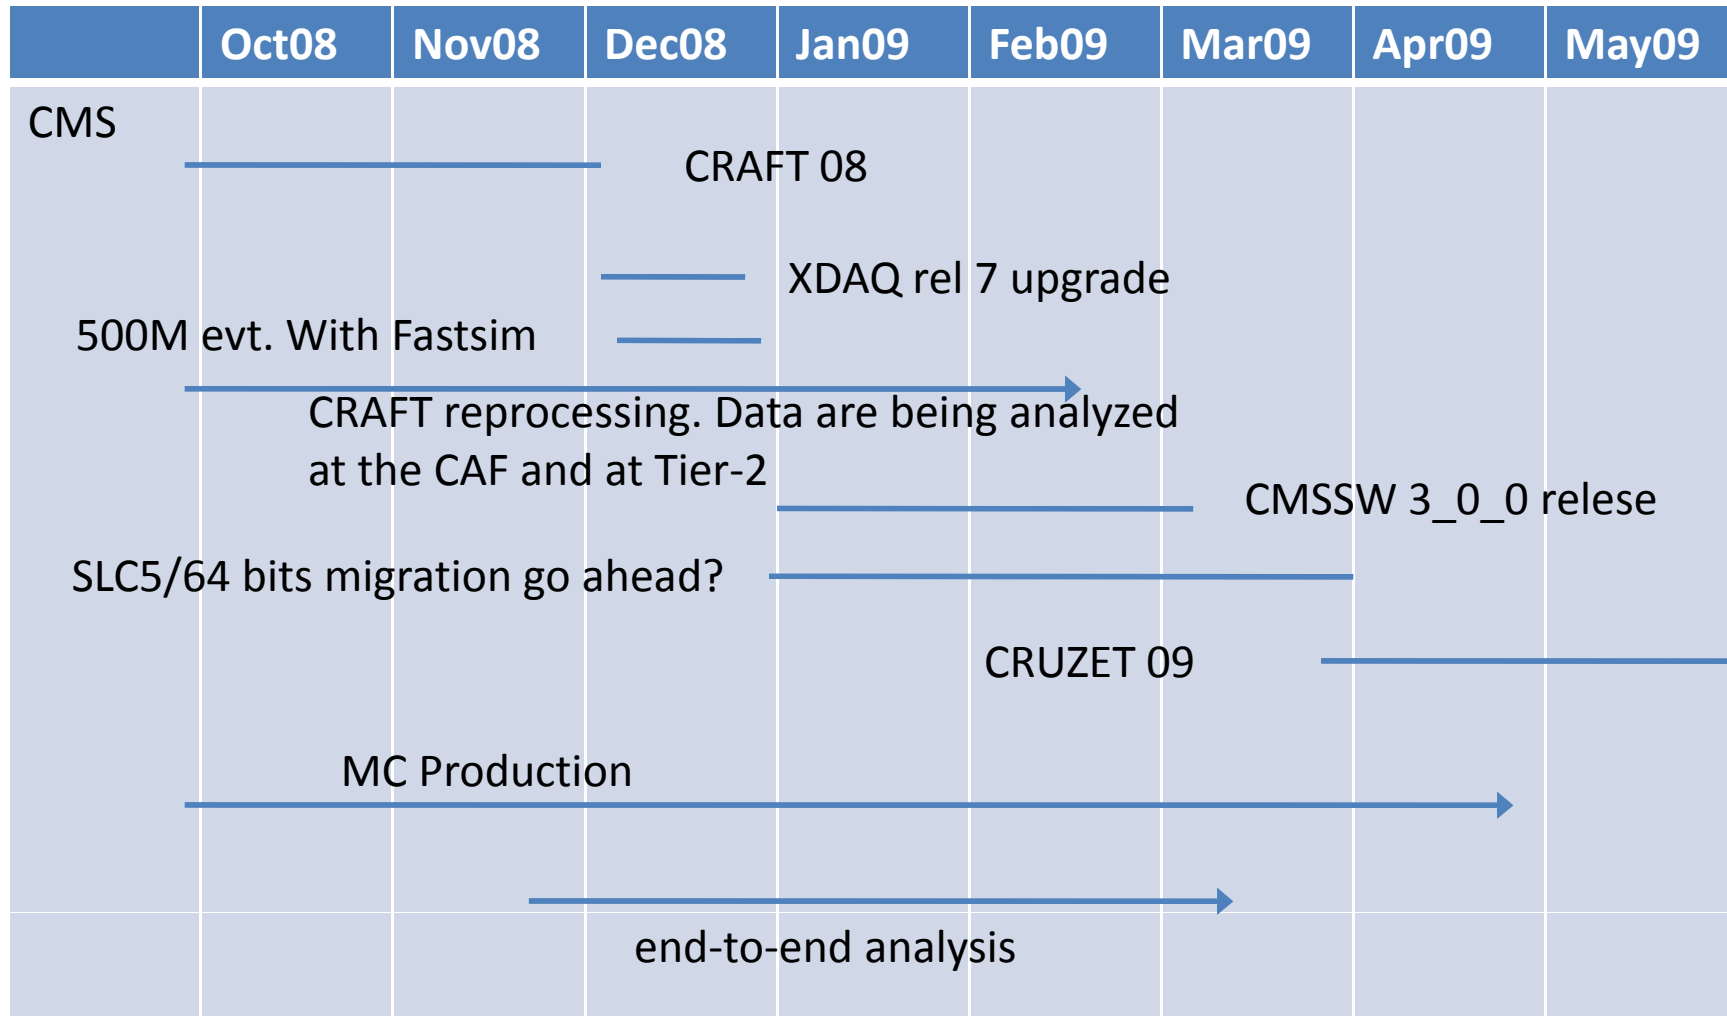 Oct08 Nov08 Dec08 Jan09 Feb09 Mar09 Apr09 May09
CMS
CRAFT 08
XDAQ rel 7 upgrade
500M evt. With Fastsim
CRAFT reprocessing. Data are being analyzed
at the CAF and at Tier-2
CMSSW 3_0_0 relese
SLC5/64 bits migration go ahead?
CRUZET 09
MC Production
end-to-end analysis